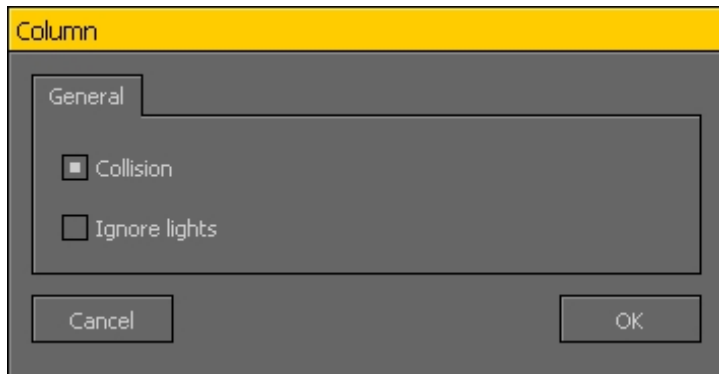 Column
General
Collision
Ignore lights
Cancel
OK